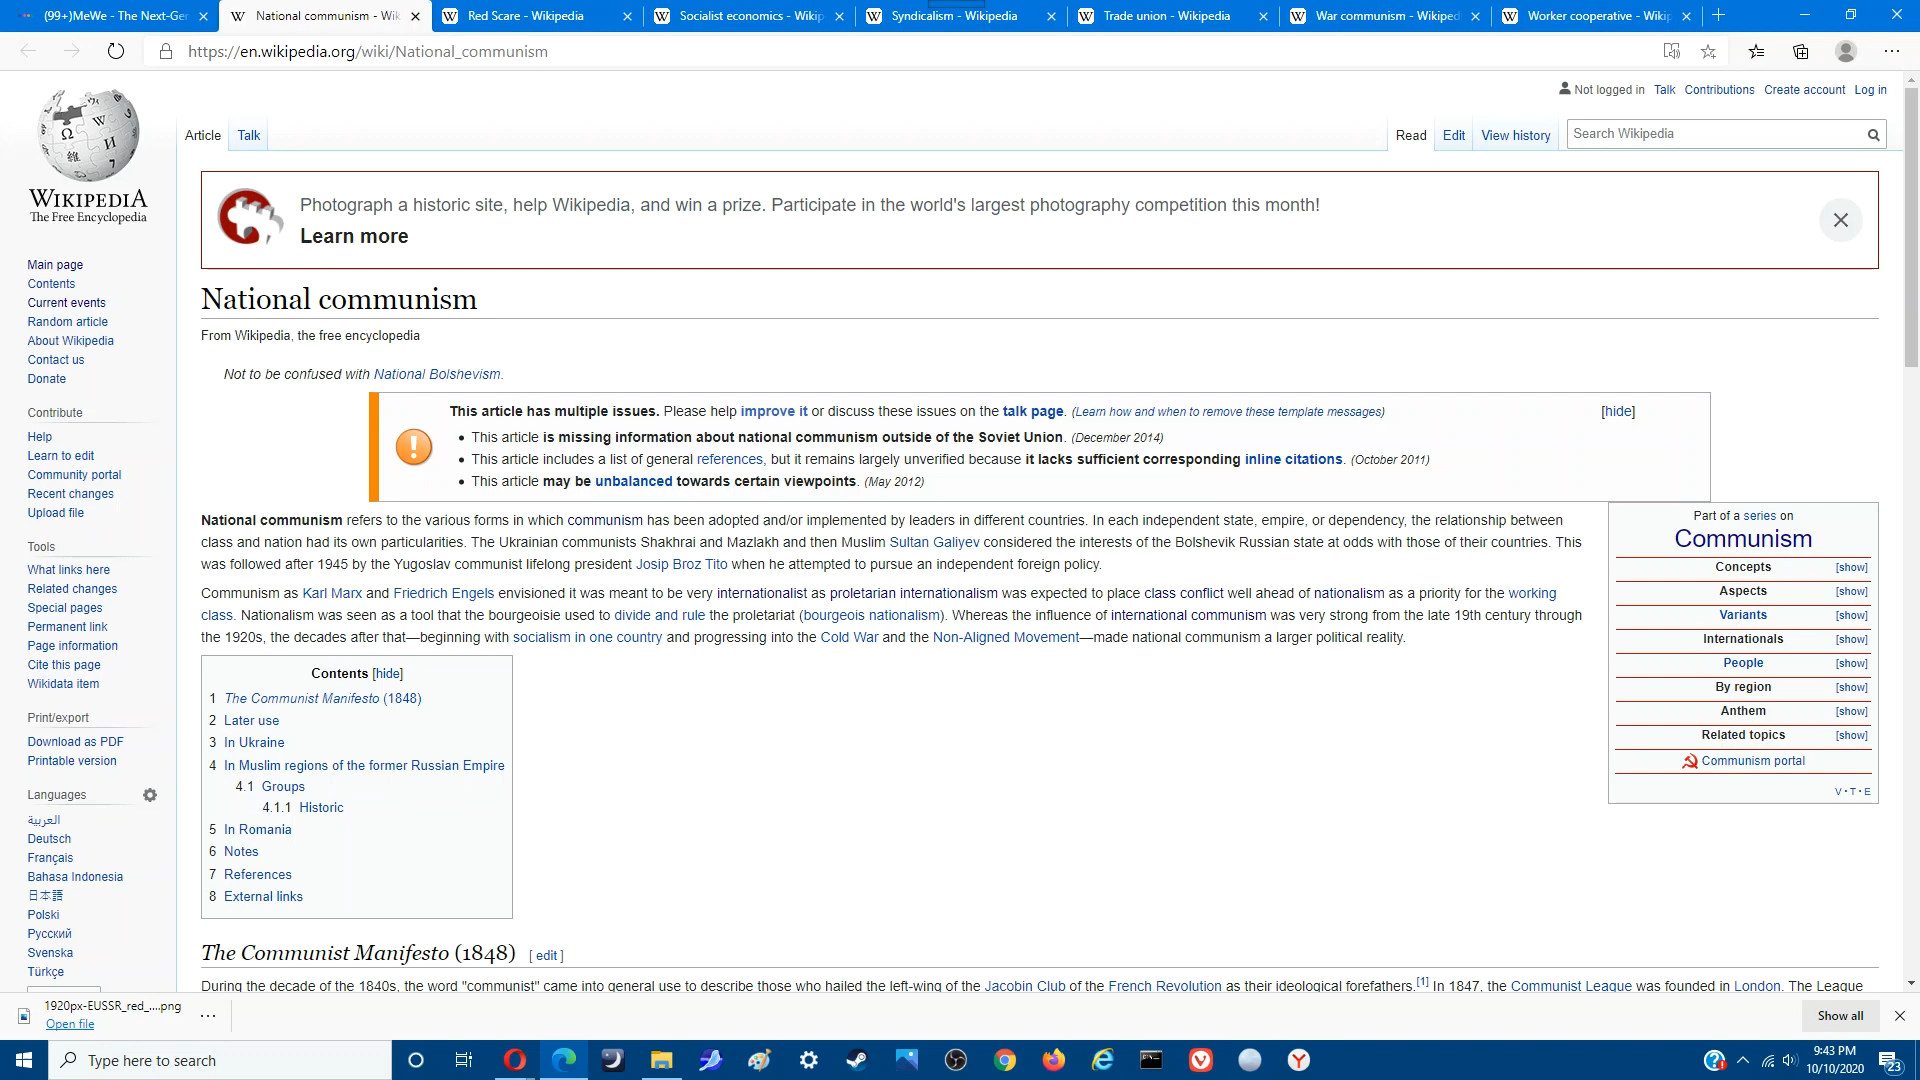 (99+)MeWe - The Next-Ger
National communism - Wik
Red Scare - Wikipedia
Socialist economics - Wikip
Syndicalism - Wikipedia
Trade union - Wikipedia
War communism - Wikiped
Worker cooperative - Wikip
https://en.wikipedia.org/wiki/National_communism
Not logged in Talk Contributions Create account Log in
Article Talk
Read Edit View history Search Wikipedia
WIKIPEDIA
The Free Encyclopedia
Photograph a historic site, help Wikipedia, and win a prize. Participate in the world's largest photography competition this month!
Learn more
Main page
Contents
Current events
Random article
About Wikipedia
Contact us
Donate
Contribute
Help
Learn to edit
Community portal
Recent changes
Upload file
Tools
What links here
Related changes
Special pages
Permanent link
Page information
Cite this page
Wikidata item
Print/export
Download as PDF
Printable version
Languages
العربية
Deutsch
Français
Bahasa Indonesia
日本語
Polski
Русский
Svenska
Türkçe
National communism
From Wikipedia, the free encyclopedia
Not to be confused with National Bolshevism.
This article has multiple issues. Please help improve it or discuss these issues on the talk page. (Learn how and when to remove these template messages) [hide]
• This article is missing information about national communism outside of the Soviet Union. (December 2014)
• This article includes a list of general references, but it remains largely unverified because it lacks sufficient corresponding inline citations. (October 2011)
• This article may be unbalanced towards certain viewpoints. (May 2012)
National communism refers to the various forms in which communism has been adopted and/or implemented by leaders in different countries. In each independent state, empire, or dependency, the relationship between
class and nation had its own particularities. The Ukrainian communists Shakhrai and Mazlakh and then Muslim Sultan Galiyev considered the interests of the Bolshevik Russian state at odds with those of their countries. This
was followed after 1945 by the Yugoslav communist lifelong president Josip Broz Tito when he attempted to pursue an independent foreign policy.
Communism as Karl Marx and Friedrich Engels envisioned it was meant to be very internationalist as proletarian internationalism was expected to place class conflict well ahead of nationalism as a priority for the working
class. Nationalism was seen as a tool that the bourgeoisie used to divide and rule the proletariat (bourgeois nationalism). Whereas the influence of international communism was very strong from the late 19th century through
the 1920s, the decades after that—beginning with socialism in one country and progressing into the Cold War and the Non-Aligned Movement—made national communism a larger political reality.
Part of a series on
Communism
Concepts [show]
Aspects [show]
Variants [show]
Internationals [show]
People [show]
By region [show]
Anthem [show]
Related topics [show]
Communism portal
V · T · E
Contents [hide]
1 The Communist Manifesto (1848)
2 Later use
3 In Ukraine
4 In Muslim regions of the former Russian Empire
4.1 Groups
4.1.1 Historic
5 In Romania
6 Notes
7 References
8 External links
The Communist Manifesto (1848) [ edit ]
During the decade of the 1840s, the word "communist" came into general use to describe those who hailed the left-wing of the Jacobin Club of the French Revolution as their ideological forefathers.[1] In 1847, the Communist League was founded in London. The League
1920px-EUSSR_red_....png
Open file
Show all
Type here to search
9:43 PM
10/10/2020
23